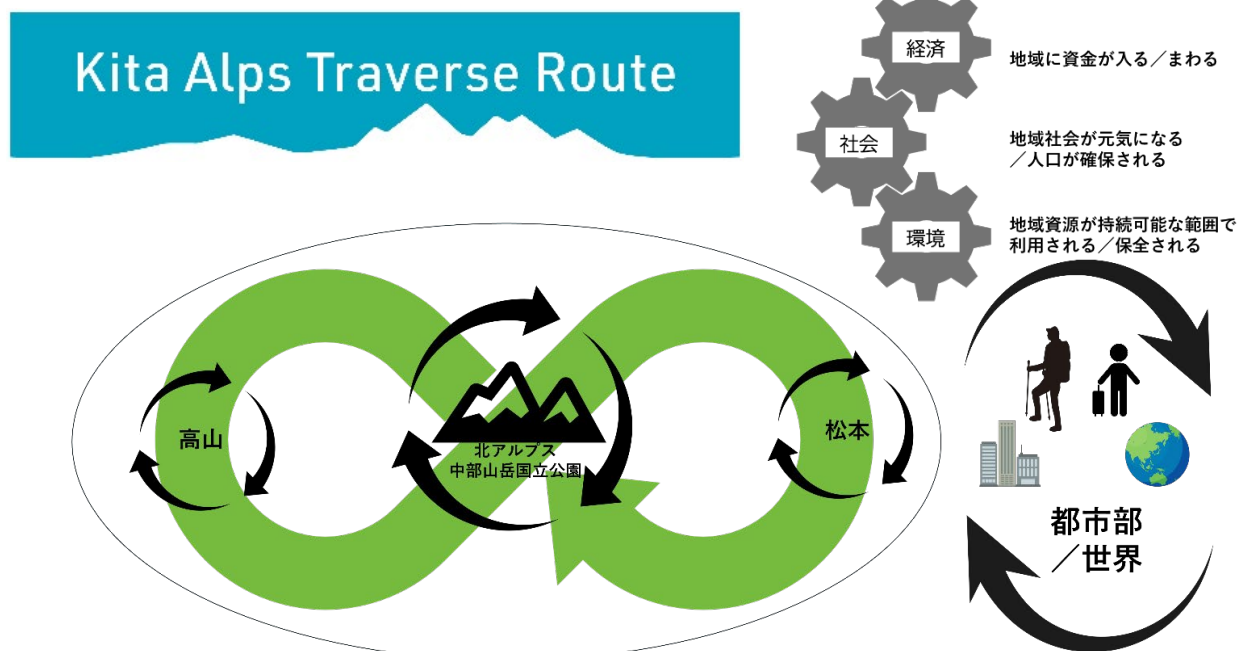 Kita Alps Traverse Route
経済
地域に資金が入る／まわる
社会
地域社会が元気になる
／人口が確保される
環境
地域資源が持続可能な範囲で
利用される／保全される
高山
北アルプス
中部山岳国立公園
松本
都市部
／世界